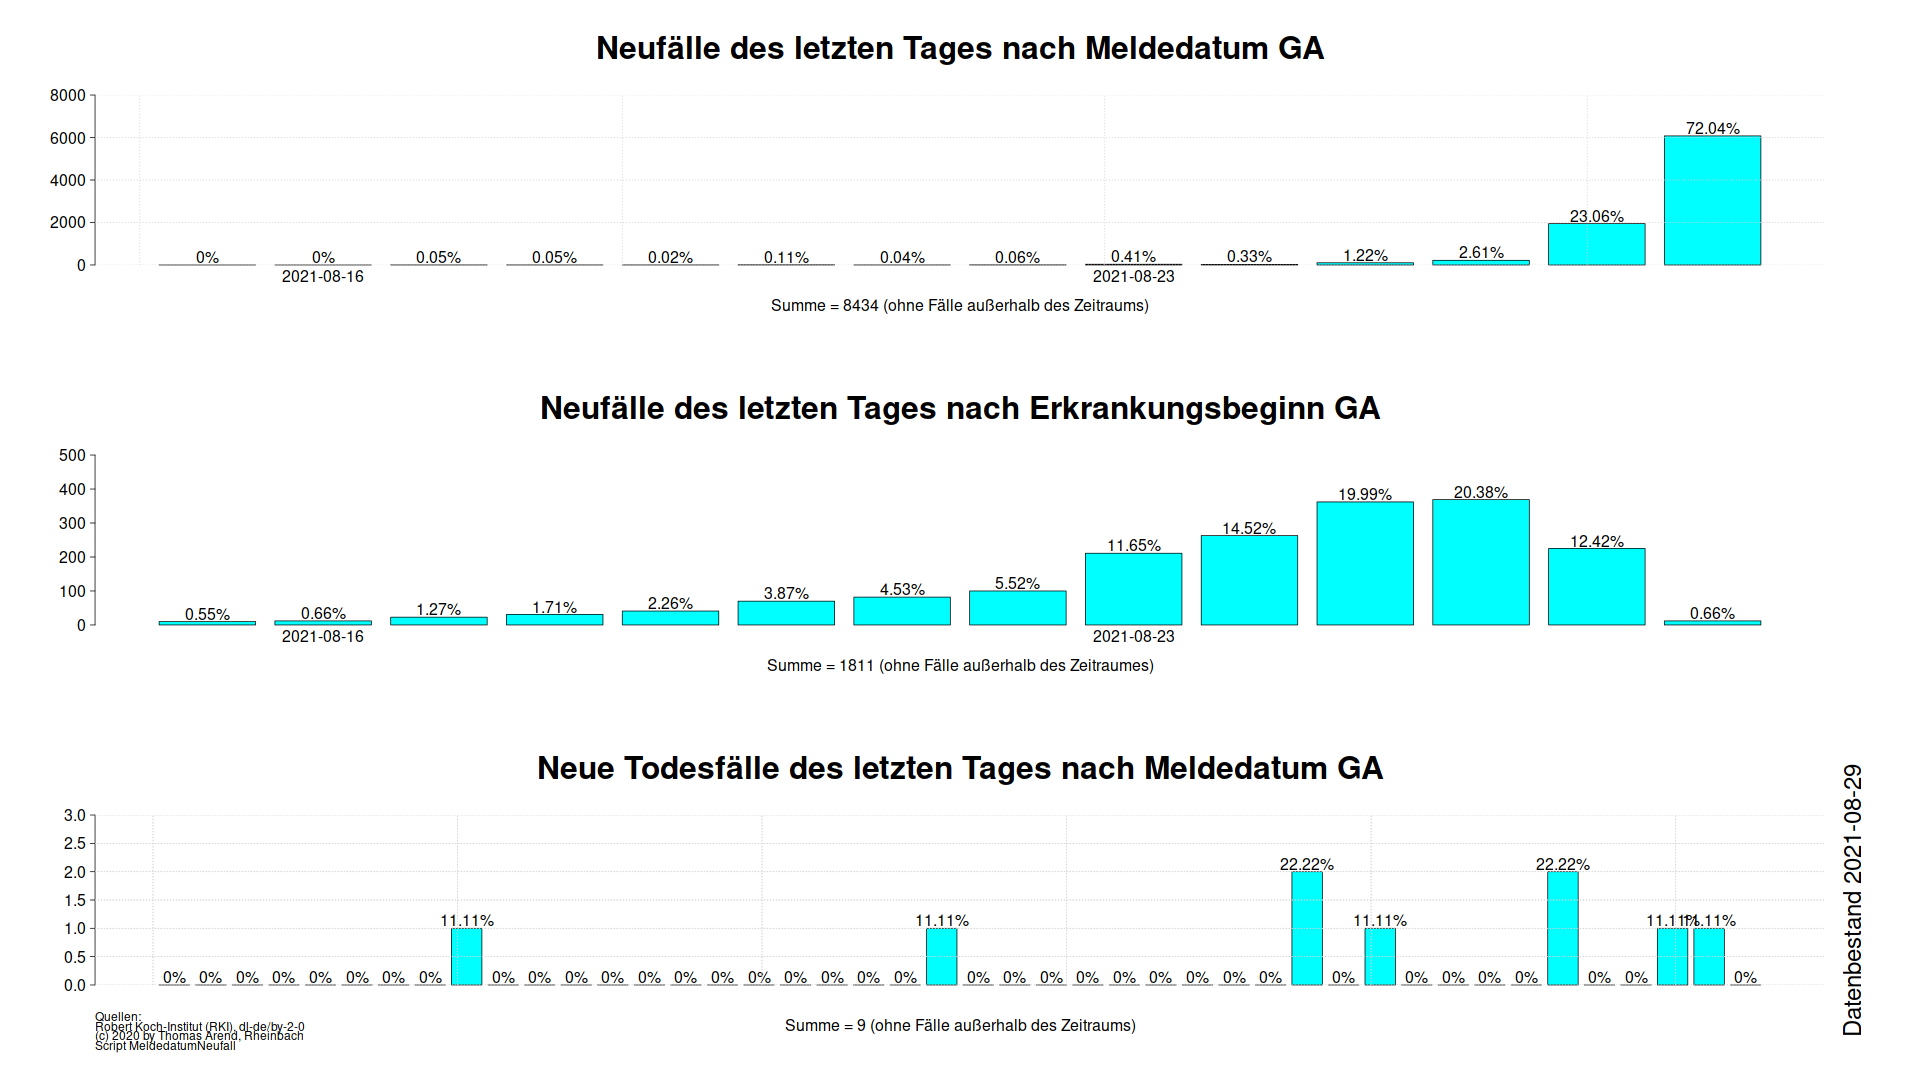 Neufälle des letzten Tages nach Meldedatum GA
8000
6000
4000
2000
0
0% 0% 0.05% 0.05% 0.02% 0.11% 0.04% 0.06% 0.41% 0.33% 1.22% 2.61% 23.06% 72.04%
2021-08-16 2021-08-23
Summe = 8434 (ohne Fälle außerhalb des Zeitraums)
Neufälle des letzten Tages nach Erkrankungsbeginn GA
500
400
300
200
100
0
0.55% 0.66% 1.27% 1.71% 2.26% 3.87% 4.53% 5.52% 11.65% 14.52% 19.99% 20.38% 12.42% 0.66%
2021-08-16 2021-08-23
Summe = 1811 (ohne Fälle außerhalb des Zeitraumes)
Neue Todesfälle des letzten Tages nach Meldedatum GA
3.0
2.5
2.0
1.5
1.0
0.5
0.0
0% 0% 0% 0% 0% 0% 0% 0% 11.11% 0% 0% 0% 0% 0% 0% 0% 0% 0% 0% 0% 0% 11.11% 0% 0% 0% 0% 0% 0% 0% 0% 0% 22.22% 0% 11.11% 0% 0% 0% 0% 22.22% 0% 0% 11.11% 11.11% 0%
Summe = 9 (ohne Fälle außerhalb des Zeitraums)
Quellen:
Robert Koch-Institut (RKI), dl-de/by-2-0
(c) 2020 by Thomas Arend, Rheinbach
Script MeldedatumNeufall
Datenbestand 2021-08-29